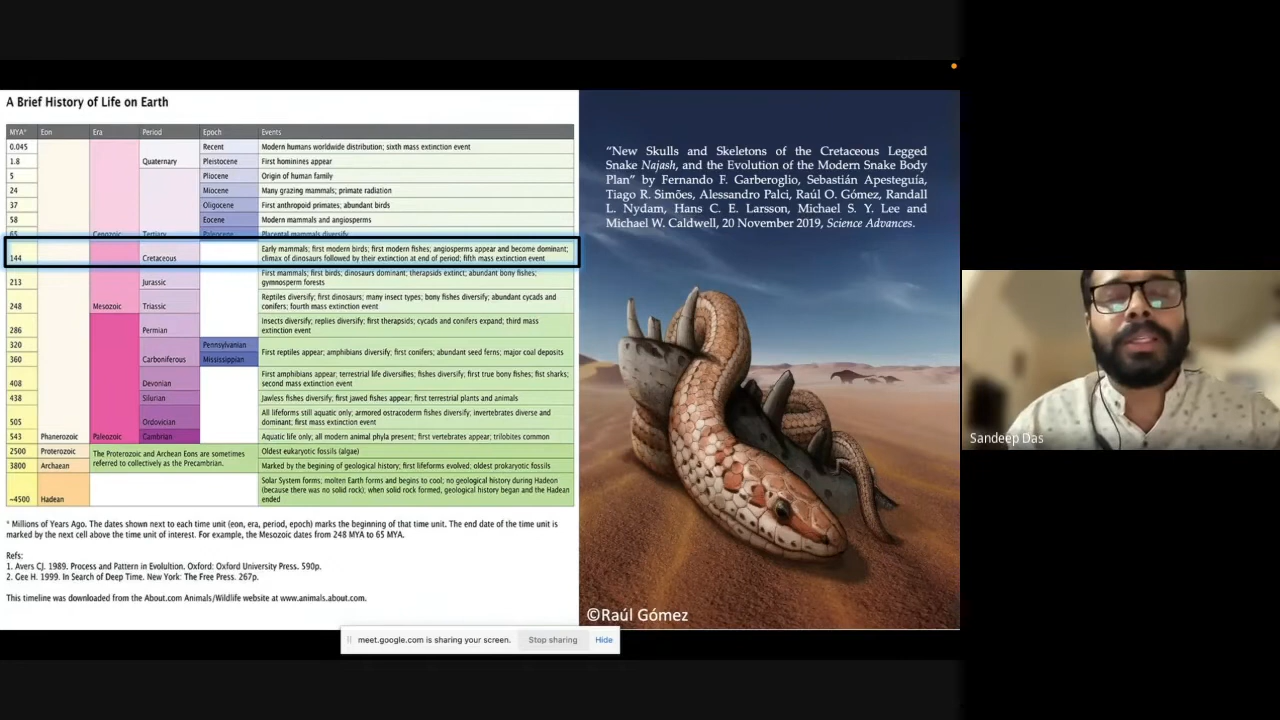 A Brief History of Life on Earth
MYA* Eon Era Period Epoch Events
0.045 Recent Modern humans worldwide distribution; sixth mass extinction event
1.8 Quaternary Pleistocene First hominines appear
5 Pliocene Origin of human family
24 Miocene Many grazing mammals; primate radiation
37 Oligocene First anthropoid primates; abundant birds
58 Eocene Modern mammals and angiosperms
65 Cenozoic Tertiary Paleocene Placental mammals diversify
Early mammals; first modern birds; first modern fishes; angiosperms appear and become dominant;
144 Cretaceous climax of dinosaurs followed by their extinction at end of period; fifth mass extinction event
First mammals; first birds; dinosaurs dominant; therapsids extinct; abundant bony fishes;
213 Jurassic gymnosperm forests
Reptiles diversify; first dinosaurs; many insect types; bony fishes diversify; abundant cycads and
248 Mesozoic Triassic conifers; fourth mass extinction event
Insects diversify; replies diversify; first therapsids; cycads and conifers expand; third mass
286 Permian extinction event
320 Pennsylvanian
First reptiles appear; amphibians diversify; first conifers; abundant seed ferns; major coal deposits
360 Carboniferous Mississippian
First amphibians appear; terrestrial life diversifies; fishes diversify; first true bony fishes; fist sharks;
408 Devonian second mass extinction event
438 Silurian Jawless fishes diversify; first jawed fishes appear; first terrestrial plants and animals
All lifeforms still aquatic only; armored ostracoderm fishes diversify; invertebrates diverse and
505 Ordovician dominant; first mass extinction event
543 Phanerozoic Paleozoic Cambrian Aquatic life only; all modern animal phyla present; first vertebrates appear; trilobites common
2500 Proterozoic The Proterozoic and Archean Eons are sometimes Oldest eukaryotic fossils (algae)
3800 Archaean referred to collectively as the Precambrian. Marked by the begining of geological history; first lifeforms evolved; oldest prokaryotic fossils
Solar System forms; molten Earth forms and begins to cool; no geological history during Hadeon
(because there was no solid rock); when solid rock formed, geological history began and the Hadean
~4500 Hadean ended
* Millions of Years Ago. The dates shown next to each time unit (eon, era, period, epoch) marks the beginning of that time unit. The end date of the time unit is
marked by the next cell above the time unit of interest. For example, the Mesozoic dates from 248 MYA to 65 MYA.
Refs:
1. Avers CJ. 1989. Process and Pattern in Evolultion. Oxford: Oxford University Press. 590p.
2. Gee H. 1999. In Search of Deep Time. New York: The Free Press. 267p.
This timeline was downloaded from the About.com Animals/Wildlife website at www.animals.about.com.
“New Skulls and Skeletons of the Cretaceous Legged
Snake Najash, and the Evolution of the Modern Snake Body
Plan” by Fernando F. Garberoglio, Sebastián Apesteguía,
Tiago R. Simões, Alessandro Palci, Raúl O. Gómez, Randall
L. Nydam, Hans C. E. Larsson, Michael S. Y. Lee and
Michael W. Caldwell, 20 November 2019, Science Advances.
©Raúl Gómez
meet.google.com is sharing your screen. Stop sharing Hide
Sandeep Das